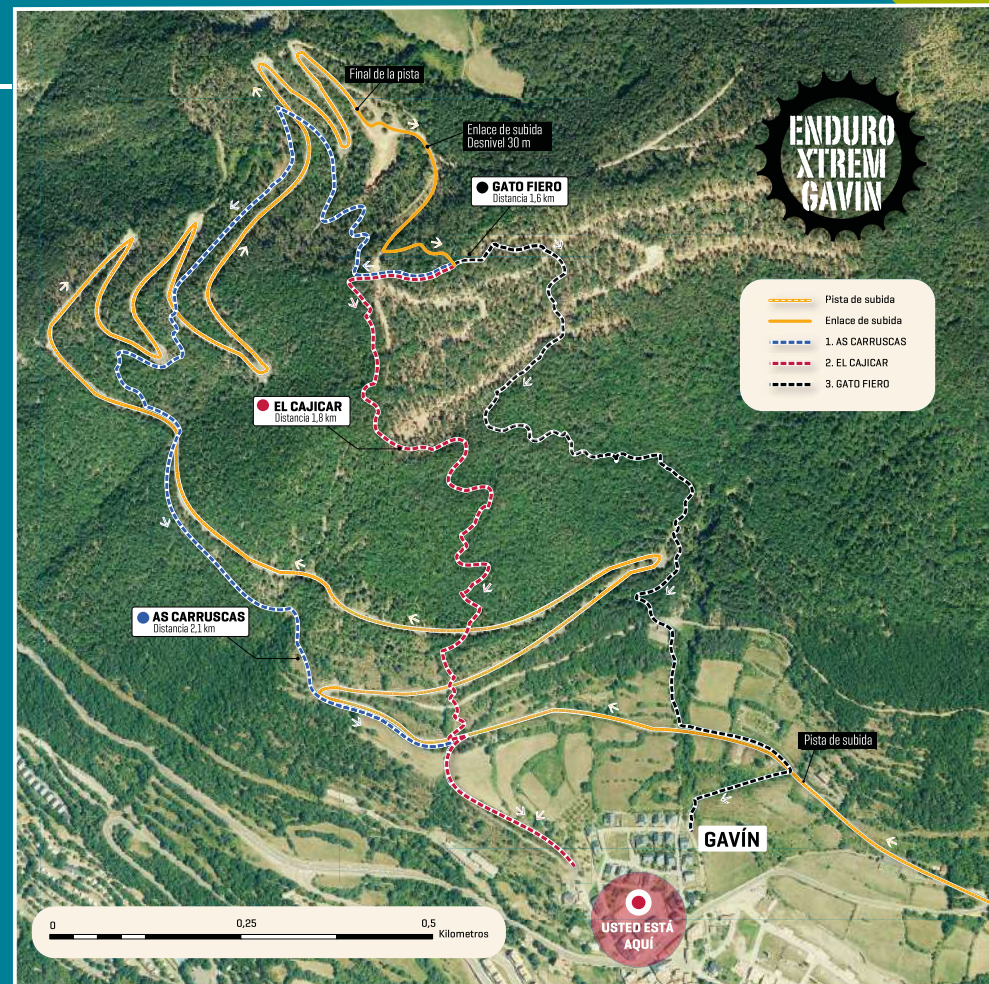 Final de la pista
Enlace de subida
Desnivel 30 m
ENDURO
XTREM
GAVIN
GATO FIERO
Distancia 1,6 km
Pista de subida
Enlace de subida
1. AS CARRUSCAS
2. EL CAJICAR
3. GATO FIERO
EL CAJICAR
Distancia 1,8 km
AS CARRUSCAS
Distancia 2,1 km
Pista de subida
GAVÍN
USTED ESTÁ
AQUÍ
0 0,25 0,5
Kilometros